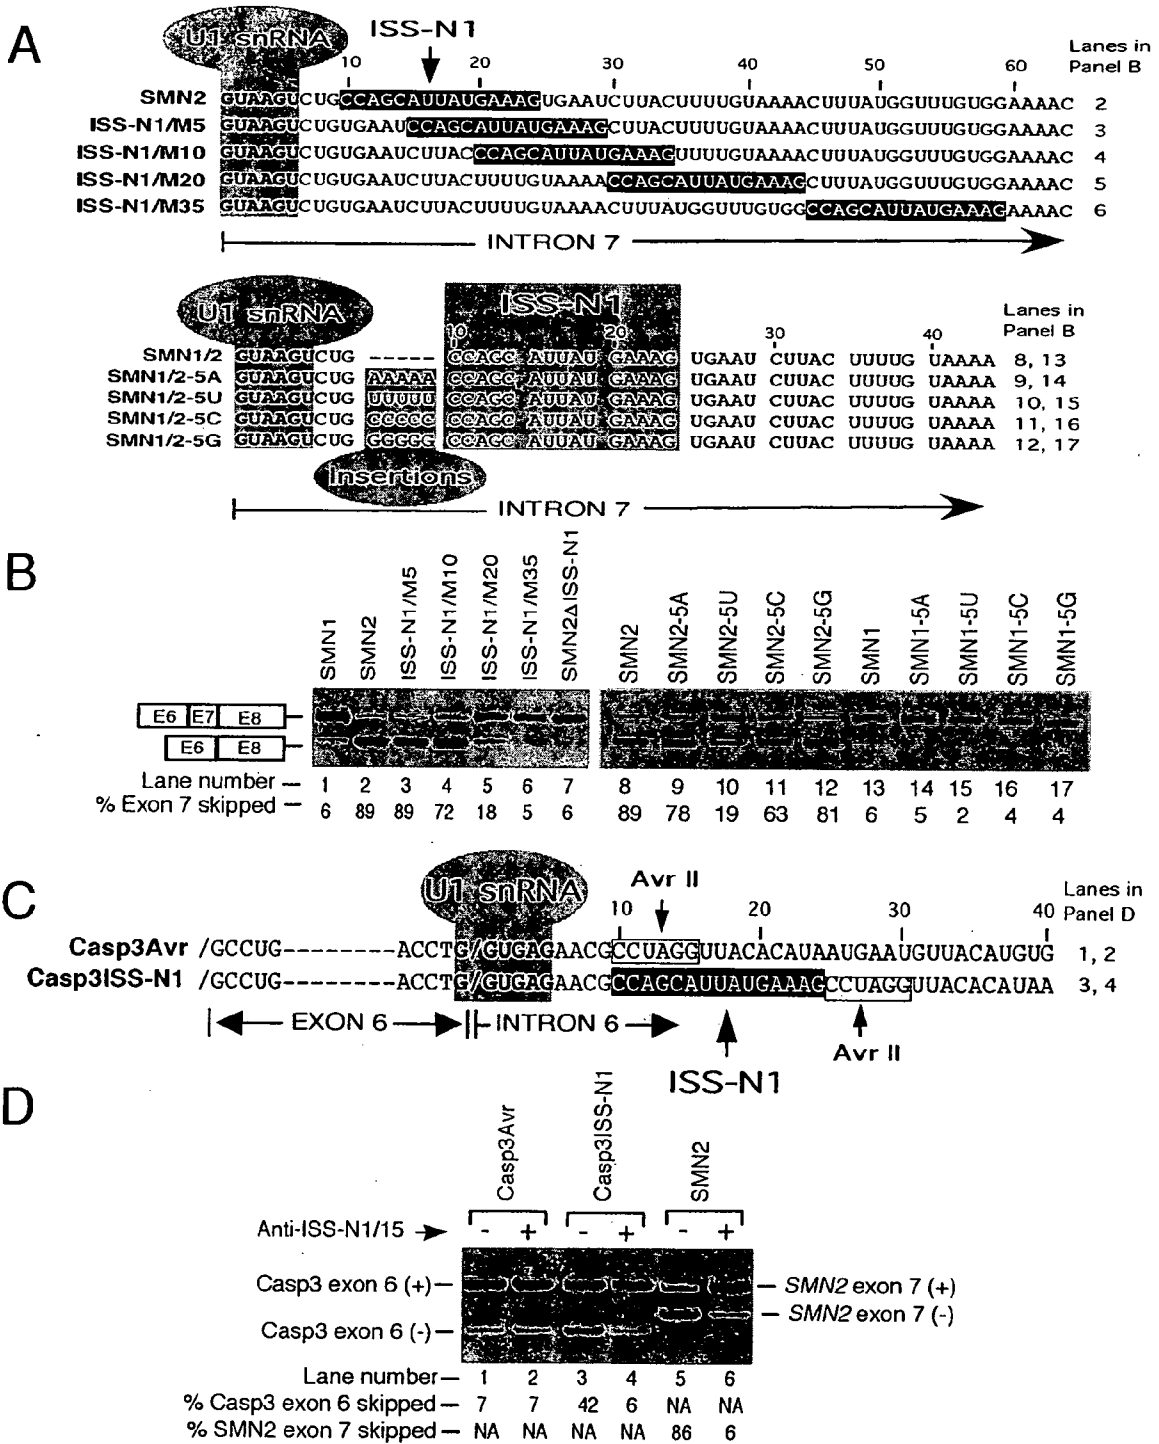 A
U1 snRNA
ISS-N1
Lanes in
Panel B
10 20 30 40 50 60
SMN2 GUAAGUCUGCCAGCAUUAUGAAAGUGAAUCUUACUUUUGUAAAACUUUAUGGUUUGUGGAAAAC 2
ISS-N1/M5 GUAAGUCUGUGAAUCCAGCAUUAUGAAAGCUUACUUUUGUAAAACUUUAUGGUUUGUGGAAAAC 3
ISS-N1/M10 GUAAGUCUGUGAAUCUUACCCAGCAUUAUGAAAGUUUUGUAAAACUUUAUGGUUUGUGGAAAAC 4
ISS-N1/M20 GUAAGUCUGUGAAUCUUACUUUUGUAAAACCAGCAUUAUGAAAGCUUUAUGGUUUGUGGAAAAC 5
ISS-N1/M35 GUAAGUCUGUGAAUCUUACUUUUGUAAAACUUUAUGGUUUGUGGCCAGCAUUAUGAAAGAAAAC 6
INTRON 7
U1 snRNA
ISS-N1
Lanes in
Panel B
10 20 30 40
SMN1/2 GUAAGUCUG ----- CCAGC AUUAU GAAAG UGAAU CUUAC UUUUG UAAAA 8, 13
SMN1/2-5A GUAAGUCUG AAAAA CCAGC AUUAU GAAAG UGAAU CUUAC UUUUG UAAAA 9, 14
SMN1/2-5U GUAAGUCUG UUUUU CCAGC AUUAU GAAAG UGAAU CUUAC UUUUG UAAAA 10, 15
SMN1/2-5C GUAAGUCUG CCCCC CCAGC AUUAU GAAAG UGAAU CUUAC UUUUG UAAAA 11, 16
SMN1/2-5G GUAAGUCUG GGGGG CCAGC AUUAU GAAAG UGAAU CUUAC UUUUG UAAAA 12, 17
Insertions
INTRON 7
B
SMN1 SMN2 ISS-N1/M5 ISS-N1/M10 ISS-N1/M20 ISS-N1/M35 SMN2ΔISS-N1 SMN2 SMN2-5A SMN2-5U SMN2-5C SMN2-5G SMN1 SMN1-5A SMN1-5U SMN1-5C SMN1-5G
E6 E7 E8
E6 E8
Lane number – 1 2 3 4 5 6 7 8 9 10 11 12 13 14 15 16 17
% Exon 7 skipped – 6 89 89 72 18 5 6 89 78 19 63 81 6 5 2 4 4
C
U1 snRNA
Avr II
Lanes in
Panel D
10 20 30 40
Casp3Avr /GCCUG--------ACCTG/GUGAGAACGCCUAGGUUACACAUAAUGAAUGUUACAUGUG 1, 2
Casp3ISS-N1 /GCCUG--------ACCTG/GUGAGAACGCCAGCAUUAUGAAAGCCUAGGUUACACAUAA 3, 4
EXON 6 INTRON 6
Avr II
ISS-N1
D
Casp3Avr Casp3ISS-N1 SMN2
Anti-ISS-N1/15 - + - + - +
Casp3 exon 6 (+) – – SMN2 exon 7 (+)
– SMN2 exon 7 (-)
Casp3 exon 6 (-) –
Lane number – 1 2 3 4 5 6
% Casp3 exon 6 skipped – 7 7 42 6 NA NA
% SMN2 exon 7 skipped – NA NA NA NA 86 6